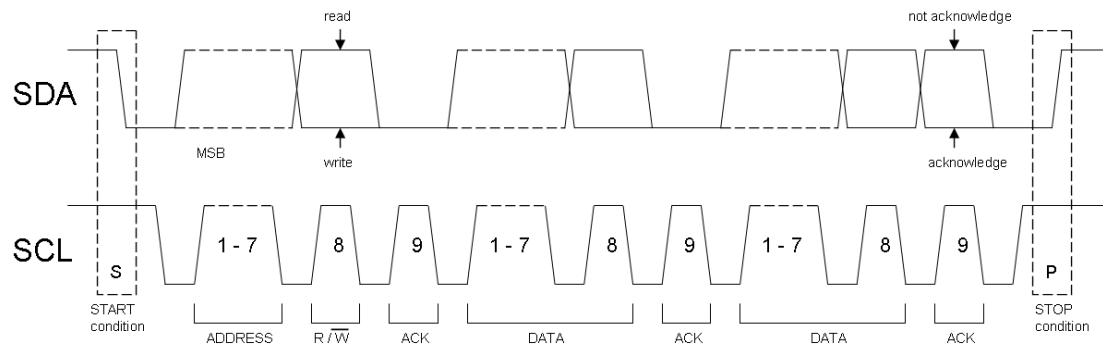 read
not acknowledge
SDA
MSB
write
acknowledge
SCL
1 - 7
8
9
1 - 7
8
9
1 - 7
8
9
S
P
START
condition
ADDRESS
R / W̅
ACK
DATA
ACK
DATA
ACK
STOP
condition